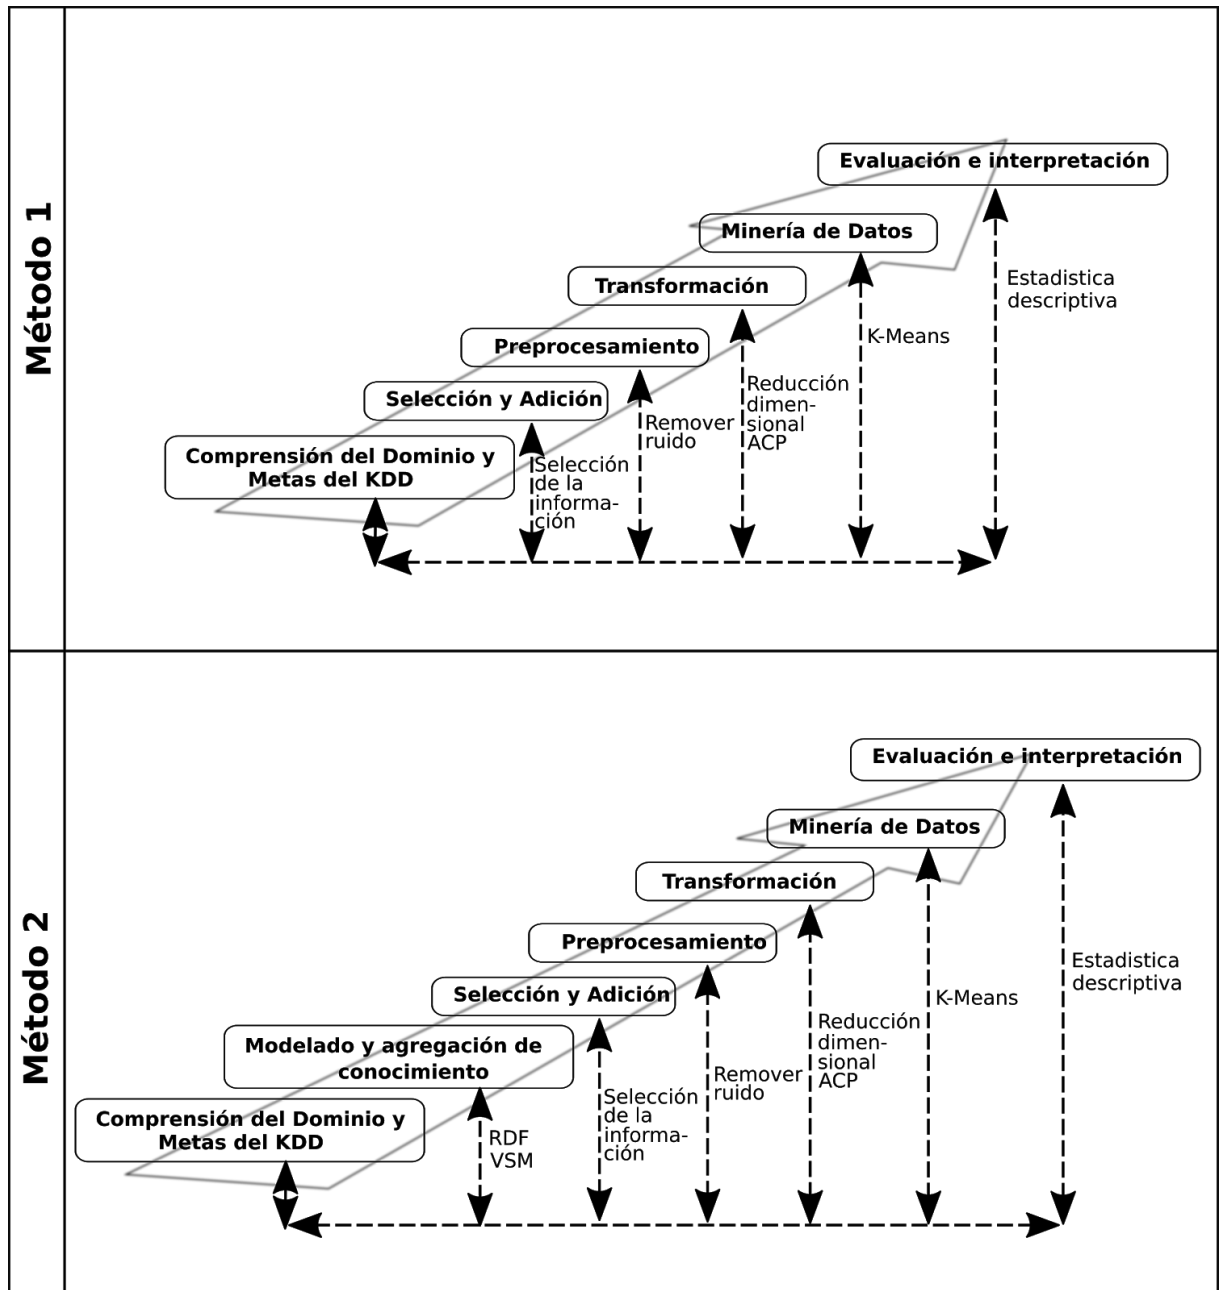 Método 1
Evaluación e interpretación
Minería de Datos
Transformación
Preprocesamiento
Selección y Adición
Comprensión del Dominio y
Metas del KDD
Selección
de la
informa-
ción
Remover
ruido
Reducción
dimen-
sional
ACP
K-Means
Estadistica
descriptiva
Método 2
Evaluación e interpretación
Minería de Datos
Transformación
Preprocesamiento
Selección y Adición
Modelado y agregación de
conocimiento
Comprensión del Dominio y
Metas del KDD
RDF
VSM
Selección
de la
informa-
ción
Remover
ruido
Reducción
dimen-
sional
ACP
K-Means
Estadistica
descriptiva